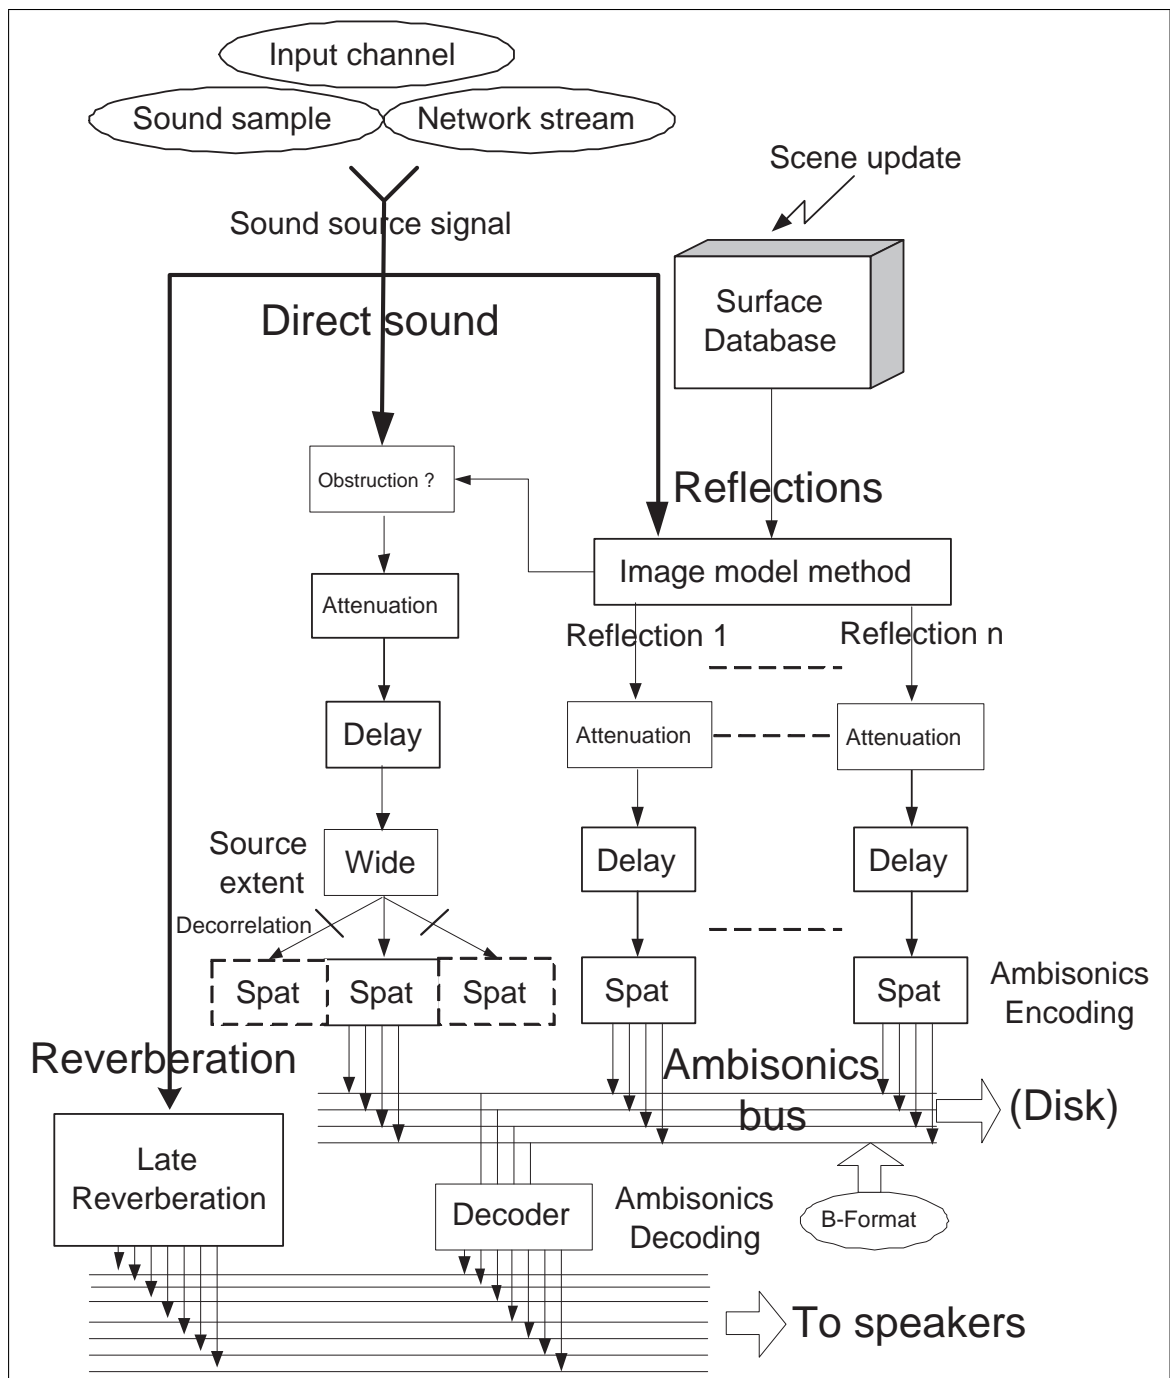 Input channel
Sound sample
Network stream
Scene update
Sound source signal
Surface
Database
Direct sound
Obstruction ?
Reflections
Image model method
Attenuation
Reflection 1
Reflection n
Delay
Attenuation
Attenuation
Source
extent
Wide
Delay
Delay
Decorrelation
Spat
Spat
Spat
Spat
Spat
Ambisonics
Encoding
Reverberation
Ambisonics
bus
(Disk)
Late
Reverberation
Decoder
Ambisonics
Decoding
B-Format
To speakers